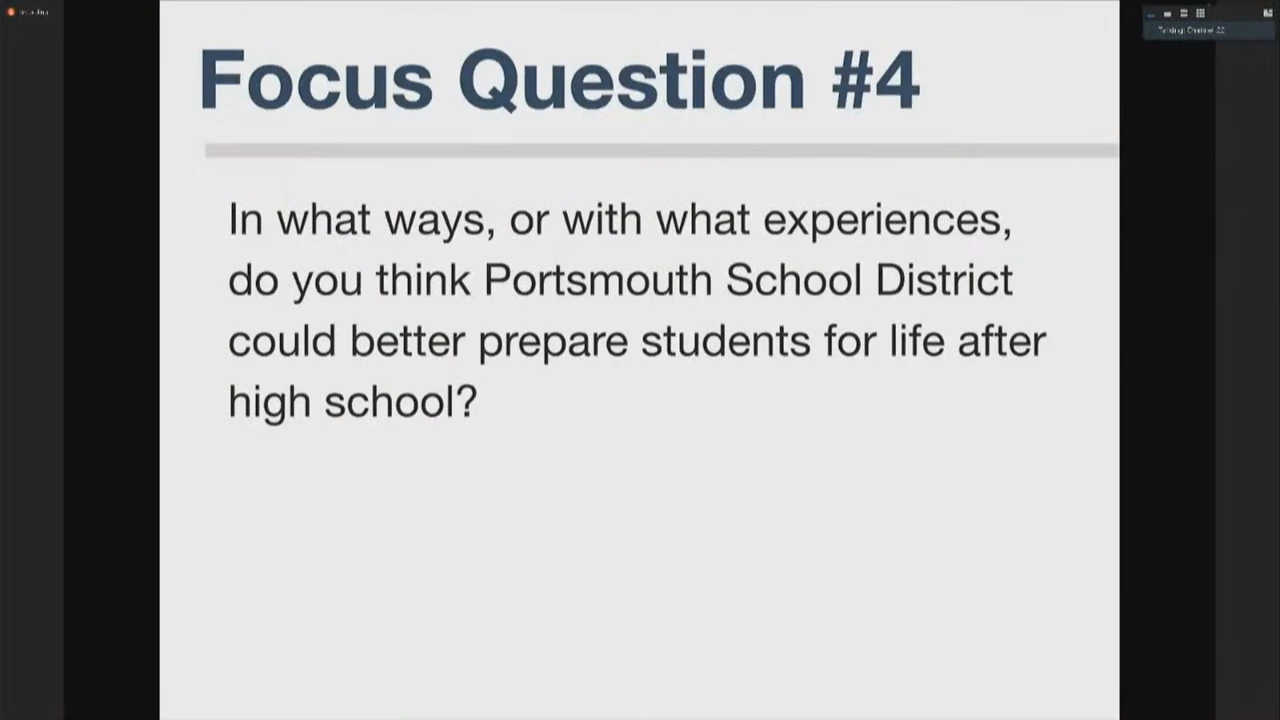 Focus Question #4
In what ways, or with what experiences,
do you think Portsmouth School District
could better prepare students for life after
high school?